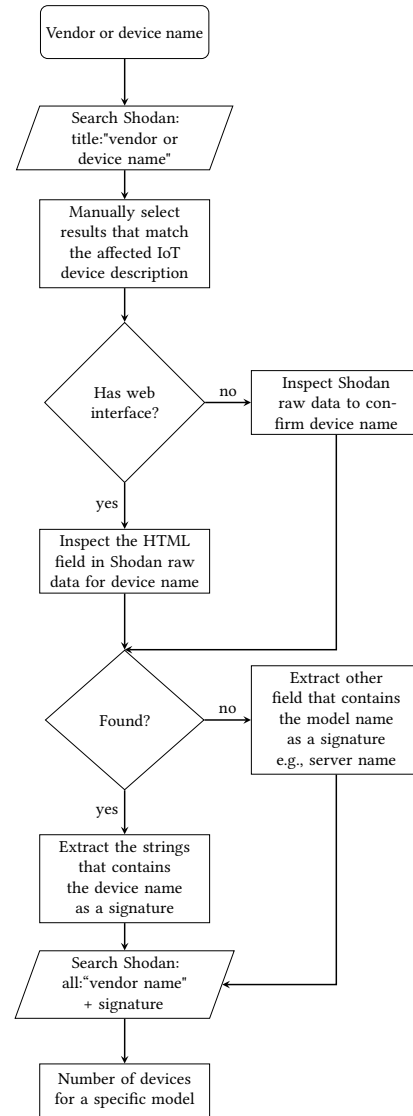 Vendor or device name
Search Shodan:
title:"vendor or
device name"
Manually select
results that match
the affected IoT
device description
Has web
interface?
no
Inspect Shodan
raw data to con-
firm device name
yes
Inspect the HTML
field in Shodan raw
data for device name
Found?
no
Extract other
field that contains
the model name
as a signature
e.g., server name
yes
Extract the strings
that contains
the device name
as a signature
Search Shodan:
all:“vendor name"
+ signature
Number of devices
for a specific model